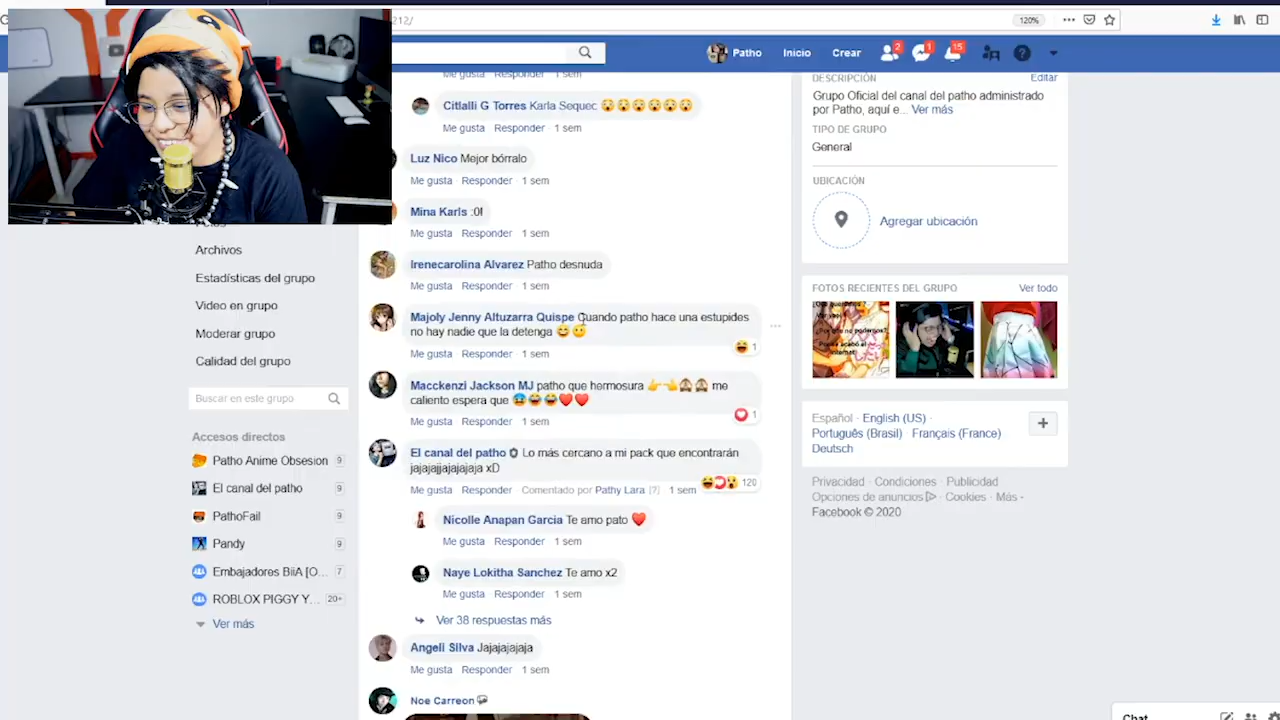 212/
120%
Patho Inicio Crear 2 1 15
Me gusta Responder 1 sem
Citlalli G Torres Karla Sequec
Me gusta Responder · 1 sem
Luz Nico Mejor bórralo
Me gusta · Responder · 1 sem
Mina Karls :0!
Me gusta · Responder · 1 sem
Irenecarolina Alvarez Patho desnuda
Me gusta · Responder · 1 sem
Majoly Jenny Altuzarra Quispe Cuando patho hace una estupides
no hay nadie que la detenga 😄😇
😆 1
Me gusta · Responder · 1 sem
Macckenzi Jackson MJ patho que hermosura 👉👈🙈🙈 me
caliento espera que 🥶😂😂❤️❤️
1
Me gusta · Responder · 1 sem
El canal del patho Lo más cercano a mi pack que encontrarán
jajajajjajajajaja xD
120
Me gusta · Responder · Comentado por Pathy Lara [?] · 1 sem
Nicolle Anapan Garcia Te amo pato ❤️
Me gusta · Responder · 1 sem
Naye Lokitha Sanchez Te amo x2
Me gusta · Responder · 1 sem
Ver 38 respuestas más
Angeli Silva Jajajajajaja
Me gusta · Responder · 1 sem
Noe Carreon
Archivos
Estadísticas del grupo
Video en grupo
Moderar grupo
Calidad del grupo
Buscar en este grupo
Accesos directos
Patho Anime Obsesion 9
El canal del patho 9
PathoFail 9
Pandy 9
Embajadores BiiA [O... 7
ROBLOX PIGGY Y... 20+
Ver más
DESCRIPCIÓN Editar
Grupo Oficial del canal del patho administrado
por Patho, aquí e... Ver más
TIPO DE GRUPO
General
UBICACIÓN
Agregar ubicación
FOTOS RECIENTES DEL GRUPO Ver todo
Español · English (US) ·
Português (Brasil) · Français (France) ·
Deutsch
Privacidad · Condiciones · Publicidad ·
Opciones de anuncios · Cookies · Más ·
Facebook © 2020
Chat